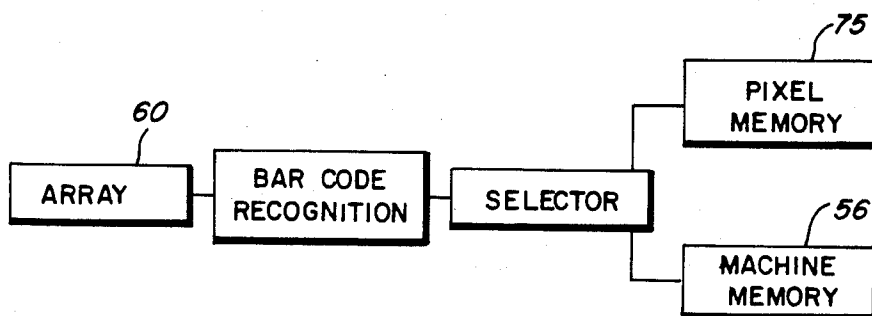 75
PIXEL
MEMORY
60
ARRAY
BAR CODE
RECOGNITION
SELECTOR
56
MACHINE
MEMORY